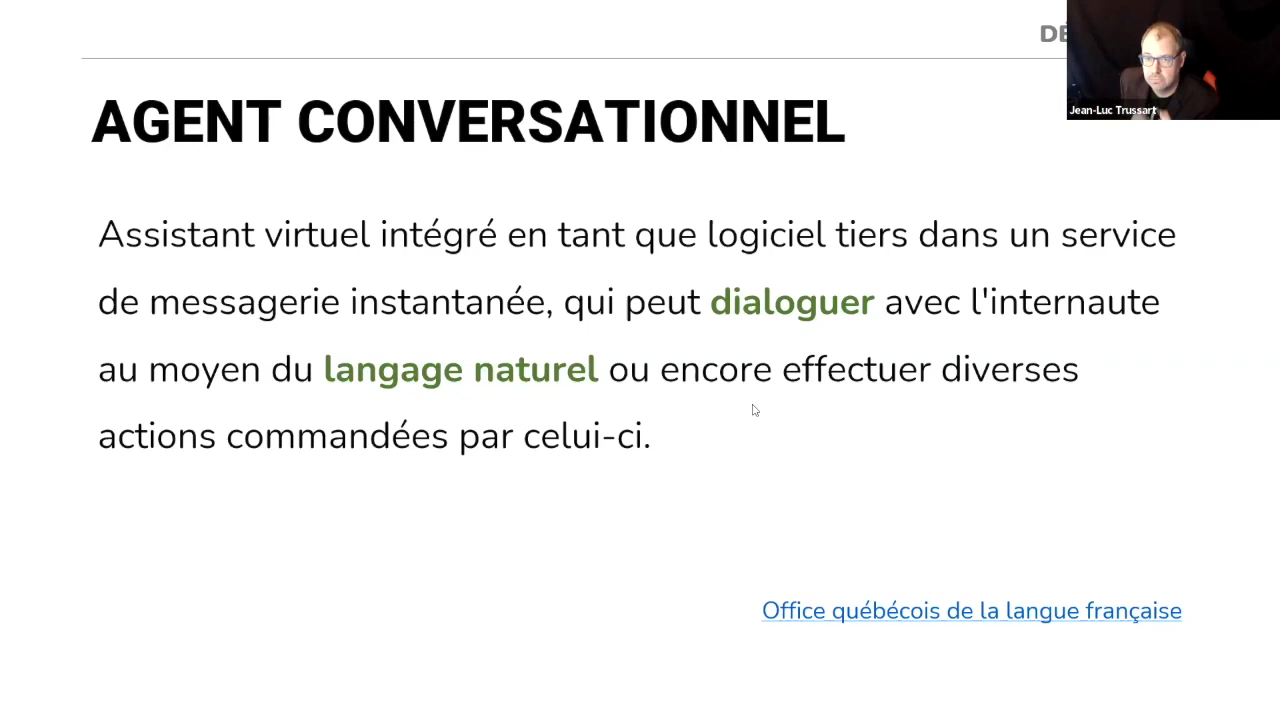 AGENT CONVERSATIONNEL
Jean-Luc Trussart
Assistant virtuel intégré en tant que logiciel tiers dans un service
de messagerie instantanée, qui peut dialoguer avec l'internaute
au moyen du langage naturel ou encore effectuer diverses
actions commandées par celui-ci.
Office québécois de la langue française